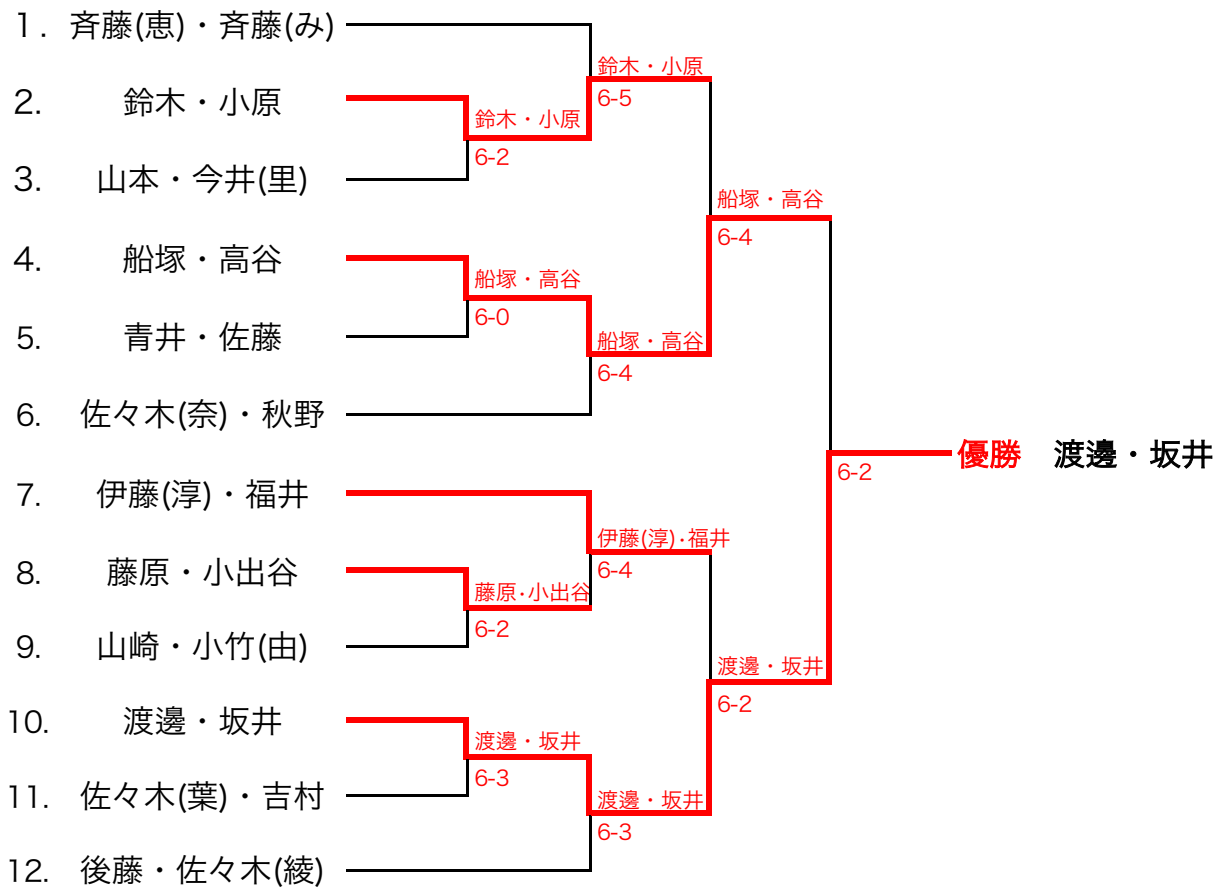 1. 斉藤(恵)・斉藤(み)
鈴木・小原
6-5
2. 鈴木・小原
鈴木・小原
6-2
3. 山本・今井(里)
船塚・高谷
6-4
4. 船塚・高谷
船塚・高谷
6-0
5. 青井・佐藤
船塚・高谷
6-4
6. 佐々木(奈)・秋野
優勝 渡邊・坂井
6-2
7. 伊藤(淳)・福井
伊藤(淳)・福井
6-4
8. 藤原・小出谷
藤原・小出谷
6-2
9. 山崎・小竹(由)
渡邊・坂井
6-2
10. 渡邊・坂井
渡邊・坂井
6-3
11. 佐々木(葉)・吉村
渡邊・坂井
6-3
12. 後藤・佐々木(綾)